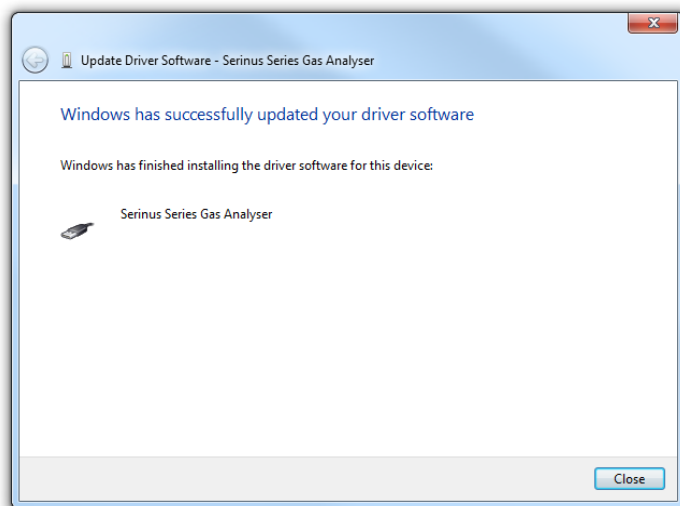 Update Driver Software - Serinus Series Gas Analyser
Windows has successfully updated your driver software
Windows has finished installing the driver software for this device:
Serinus Series Gas Analyser
Close